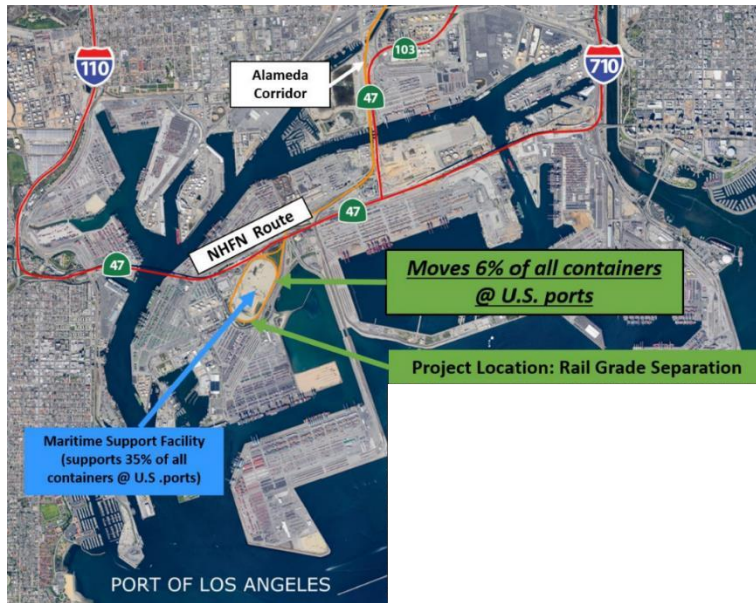 110
Alameda
Corridor
103
47
710
47
NHFN Route
47
Moves 6% of all containers
@ U.S. ports
Project Location: Rail Grade Separation
Maritime Support Facility
(supports 35% of all
containers @ U.S .ports)
PORT OF LOS ANGELES